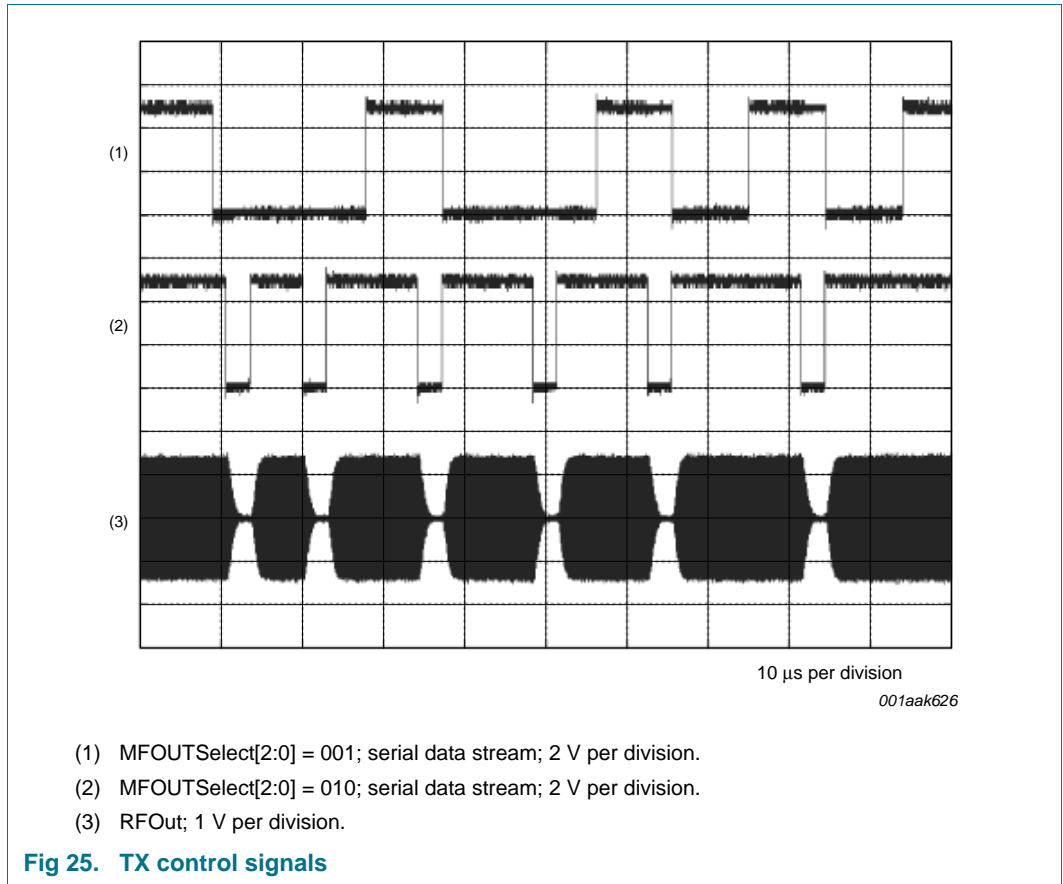 (1)
(2)
(3)
10 μs per division
001aak626
(1) MFOUTSelect[2:0] = 001; serial data stream; 2 V per division.
(2) MFOUTSelect[2:0] = 010; serial data stream; 2 V per division.
(3) RFOut; 1 V per division.
Fig 25. TX control signals